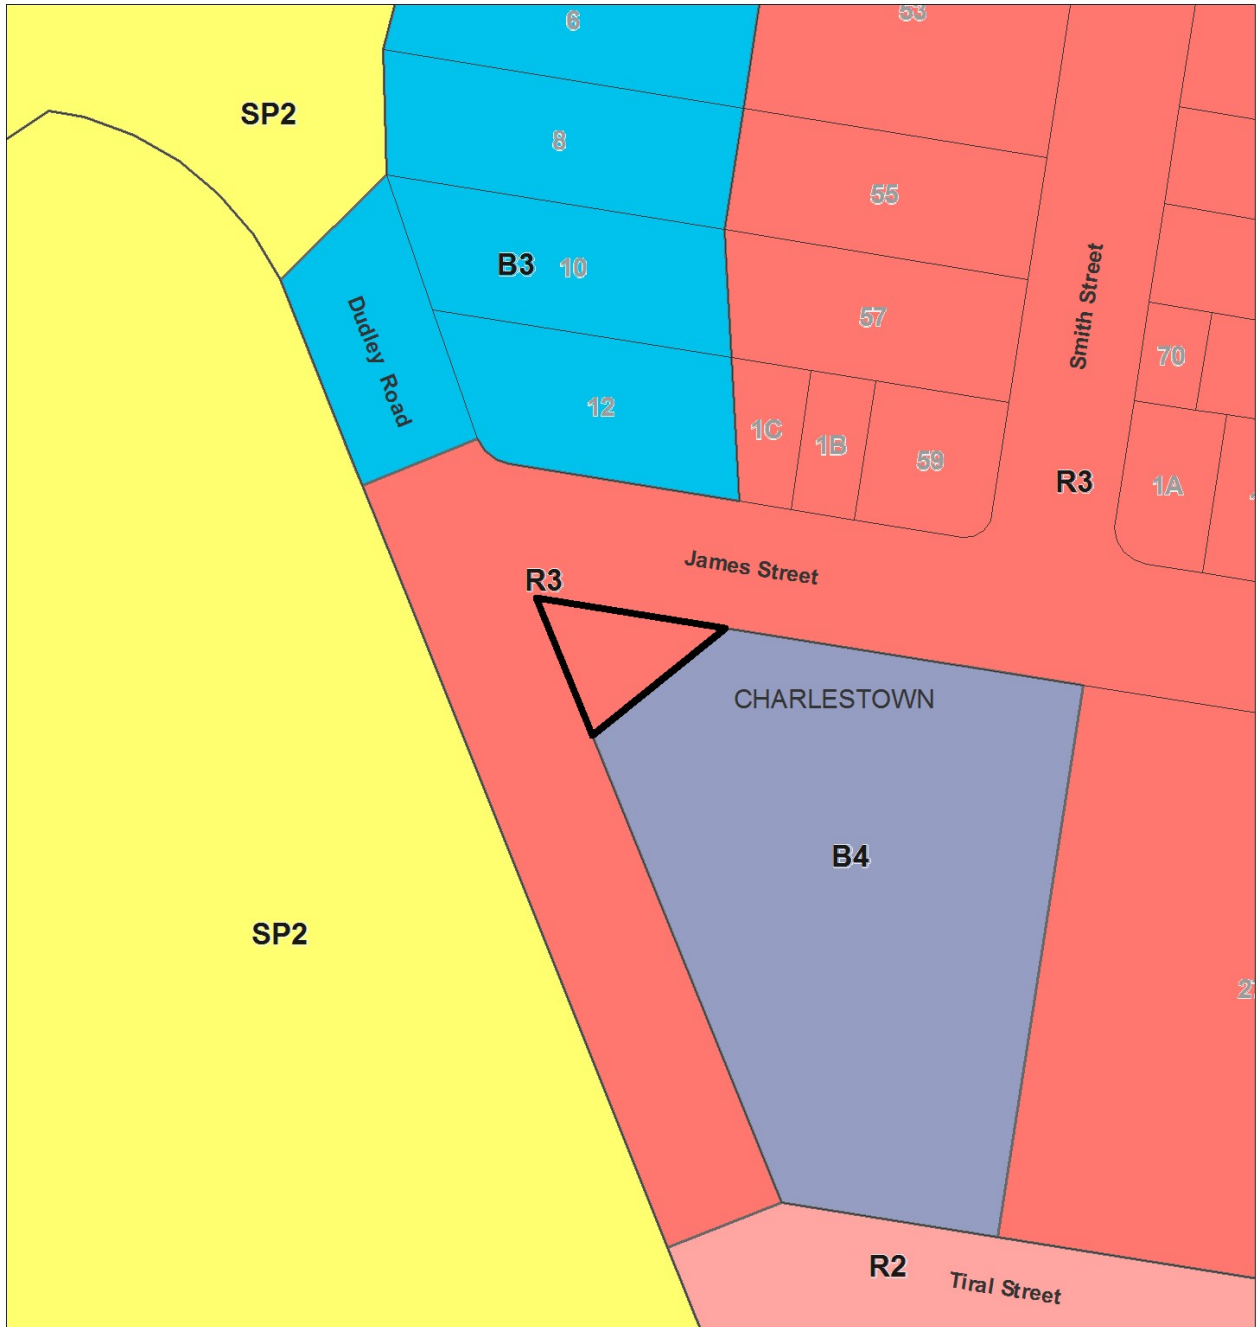 6
53
SP2
8
55
B3
10
Dudley Road
57
Smith Street
70
12
1C
1B
59
R3
1A
James Street
R3
CHARLESTOWN
B4
SP2
R2
Tiral Street